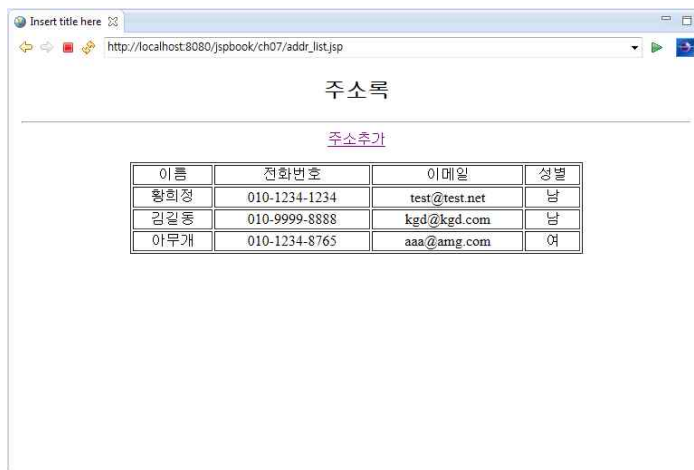 Insert title here
http://localhost:8080/jspbook/ch07/addr_list.jsp
주소록
주소추가
이름 전화번호 이메일 성별
황희정 010-1234-1234 test@test.net 남
김길동 010-9999-8888 kgd@kgd.com 남
아무개 010-1234-8765 aaa@amg.com 여